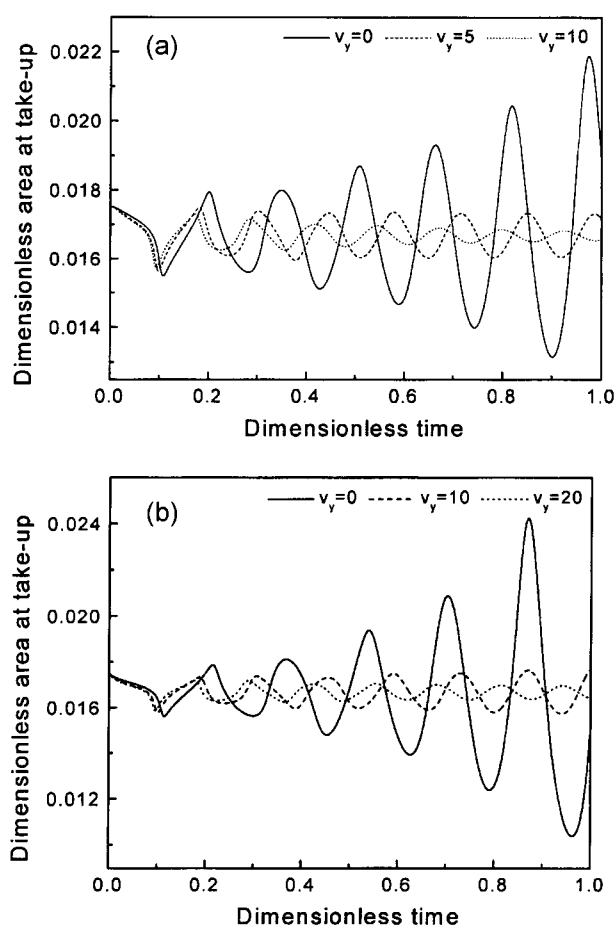 (a)
v_y=0 v_y=5 v_y=10
Dimensionless area at take-up
0.022
0.020
0.018
0.016
0.014
0.0 0.2 0.4 0.6 0.8 1.0
Dimensionless time
(b)
v_y=0 v_y=10 v_y=20
Dimensionless area at take-up
0.024
0.020
0.016
0.012
0.0 0.2 0.4 0.6 0.8 1.0
Dimensionless time